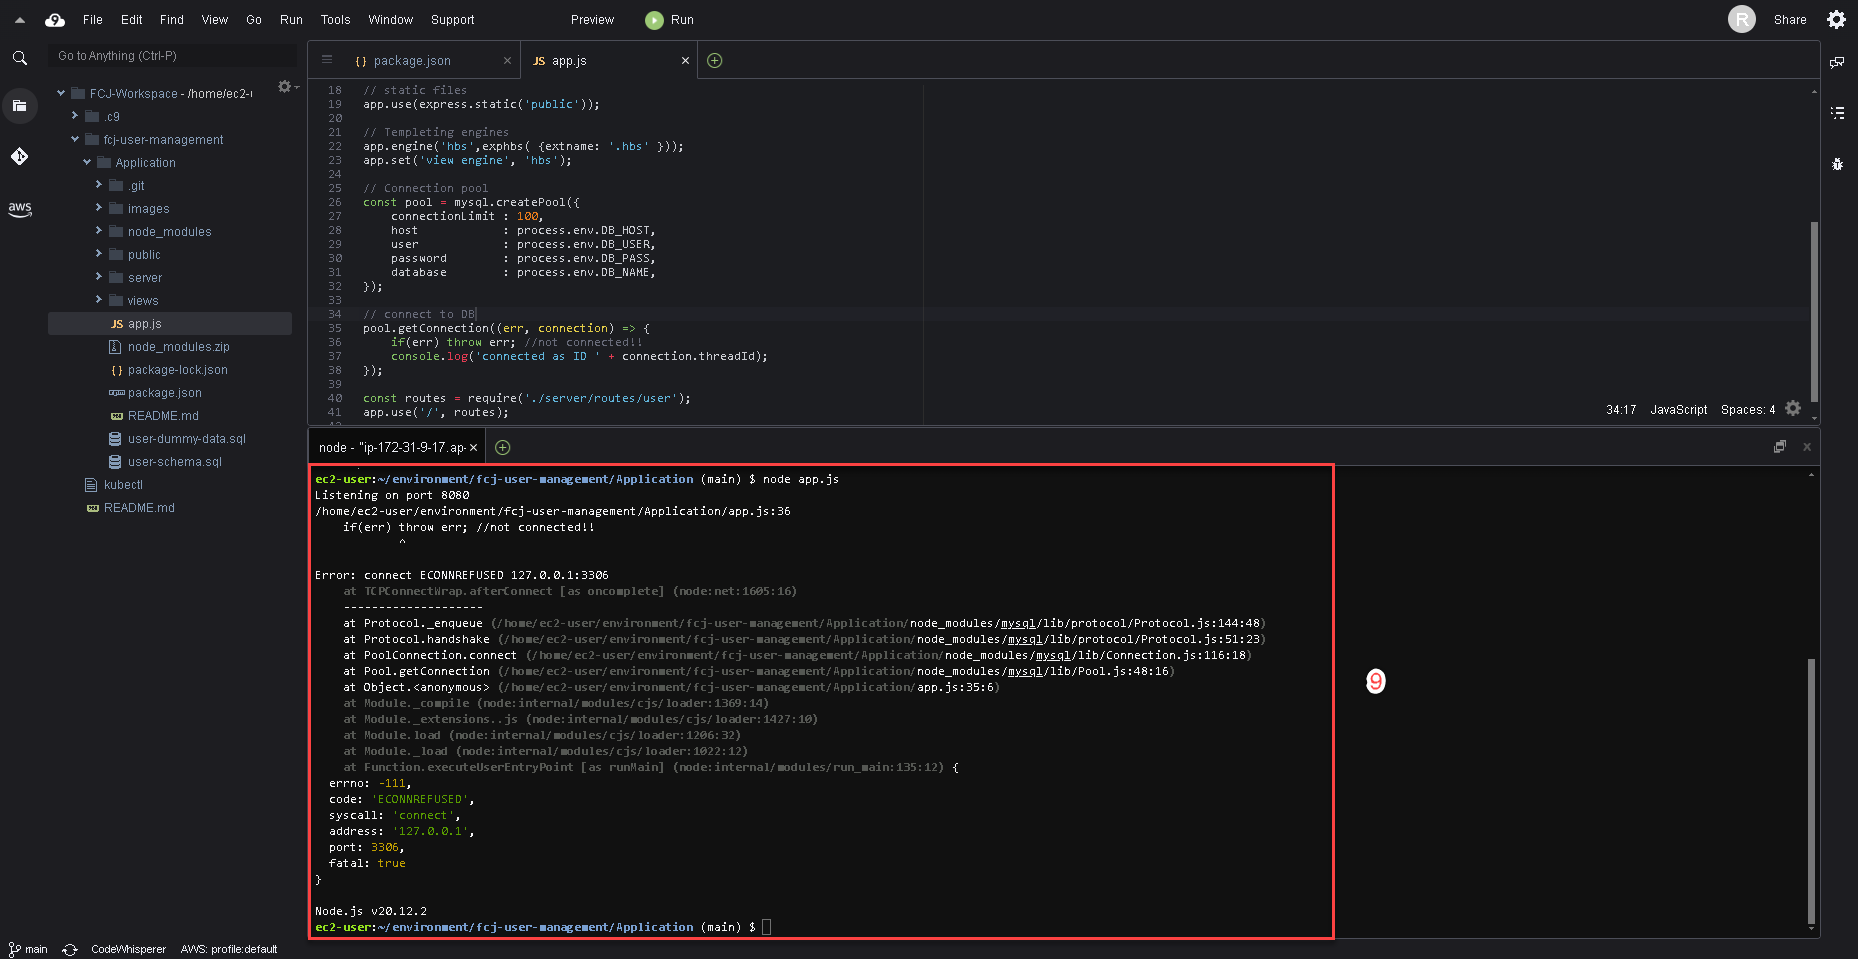 File Edit Find View Go Run Tools Window Support Preview Run R Share
Go to Anything (Ctrl-P)
{ } package.json
JS app.js
FCJ-Workspace - /home/ec2-u
.c9
fcj-user-management
Application
.git
images
node_modules
public
server
views
JS app.js
node_modules.zip
{ } package-lock.json
package.json
README.md
user-dummy-data.sql
user-schema.sql
kubectl
README.md
aws
18 // static files
19 app.use(express.static('public'));
20
21 // Templeting engines
22 app.engine('hbs',exphbs( {extname: '.hbs' }));
23 app.set('view engine', 'hbs');
24
25 // Connection pool
26 const pool = mysql.createPool({
27 connectionLimit : 100,
28 host : process.env.DB_HOST,
29 user : process.env.DB_USER,
30 password : process.env.DB_PASS,
31 database : process.env.DB_NAME,
32 });
33
34 // connect to DB
35 pool.getConnection((err, connection) => {
36 if(err) throw err; //not connected!!
37 console.log('connected as ID ' + connection.threadId);
38 });
39
40 const routes = require('./server/routes/user');
41 app.use('/', routes);
34:17 JavaScript Spaces: 4
node - "ip-172-31-9-17.ap-
ec2-user:~/environment/fcj-user-management/Application (main) $ node app.js
Listening on port 8080
/home/ec2-user/environment/fcj-user-management/Application/app.js:36
if(err) throw err; //not connected!!
^
Error: connect ECONNREFUSED 127.0.0.1:3306
at TCPConnectWrap.afterConnect [as oncomplete] (node:net:1605:16)
--------------------
at Protocol._enqueue (/home/ec2-user/environment/fcj-user-management/Application/node_modules/mysql/lib/protocol/Protocol.js:144:48)
at Protocol.handshake (/home/ec2-user/environment/fcj-user-management/Application/node_modules/mysql/lib/protocol/Protocol.js:51:23)
at PoolConnection.connect (/home/ec2-user/environment/fcj-user-management/Application/node_modules/mysql/lib/Connection.js:116:18)
at Pool.getConnection (/home/ec2-user/environment/fcj-user-management/Application/node_modules/mysql/lib/Pool.js:48:16)
at Object.<anonymous> (/home/ec2-user/environment/fcj-user-management/Application/app.js:35:6)
at Module._compile (node:internal/modules/cjs/loader:1369:14)
at Module._extensions..js (node:internal/modules/cjs/loader:1427:10)
at Module.load (node:internal/modules/cjs/loader:1206:32)
at Module._load (node:internal/modules/cjs/loader:1022:12)
at Function.executeUserEntryPoint [as runMain] (node:internal/modules/run_main:135:12) {
errno: -111,
code: 'ECONNREFUSED',
syscall: 'connect',
address: '127.0.0.1',
port: 3306,
fatal: true
}
Node.js v20.12.2
ec2-user:~/environment/fcj-user-management/Application (main) $
9
main CodeWhisperer AWS: profile:default